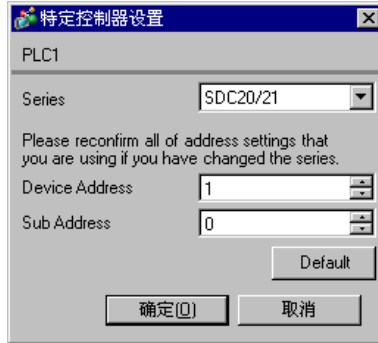 特定控制器设置
PLC1
Series SDC20/21
Please reconfirm all of address settings that
you are using if you have changed the series.
Device Address 1
Sub Address 0
Default
确定(O) 取消